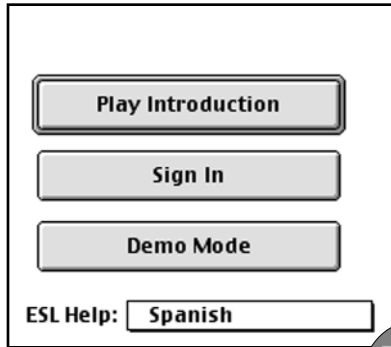 Play Introduction
Sign In
Demo Mode
ESL Help: Spanish